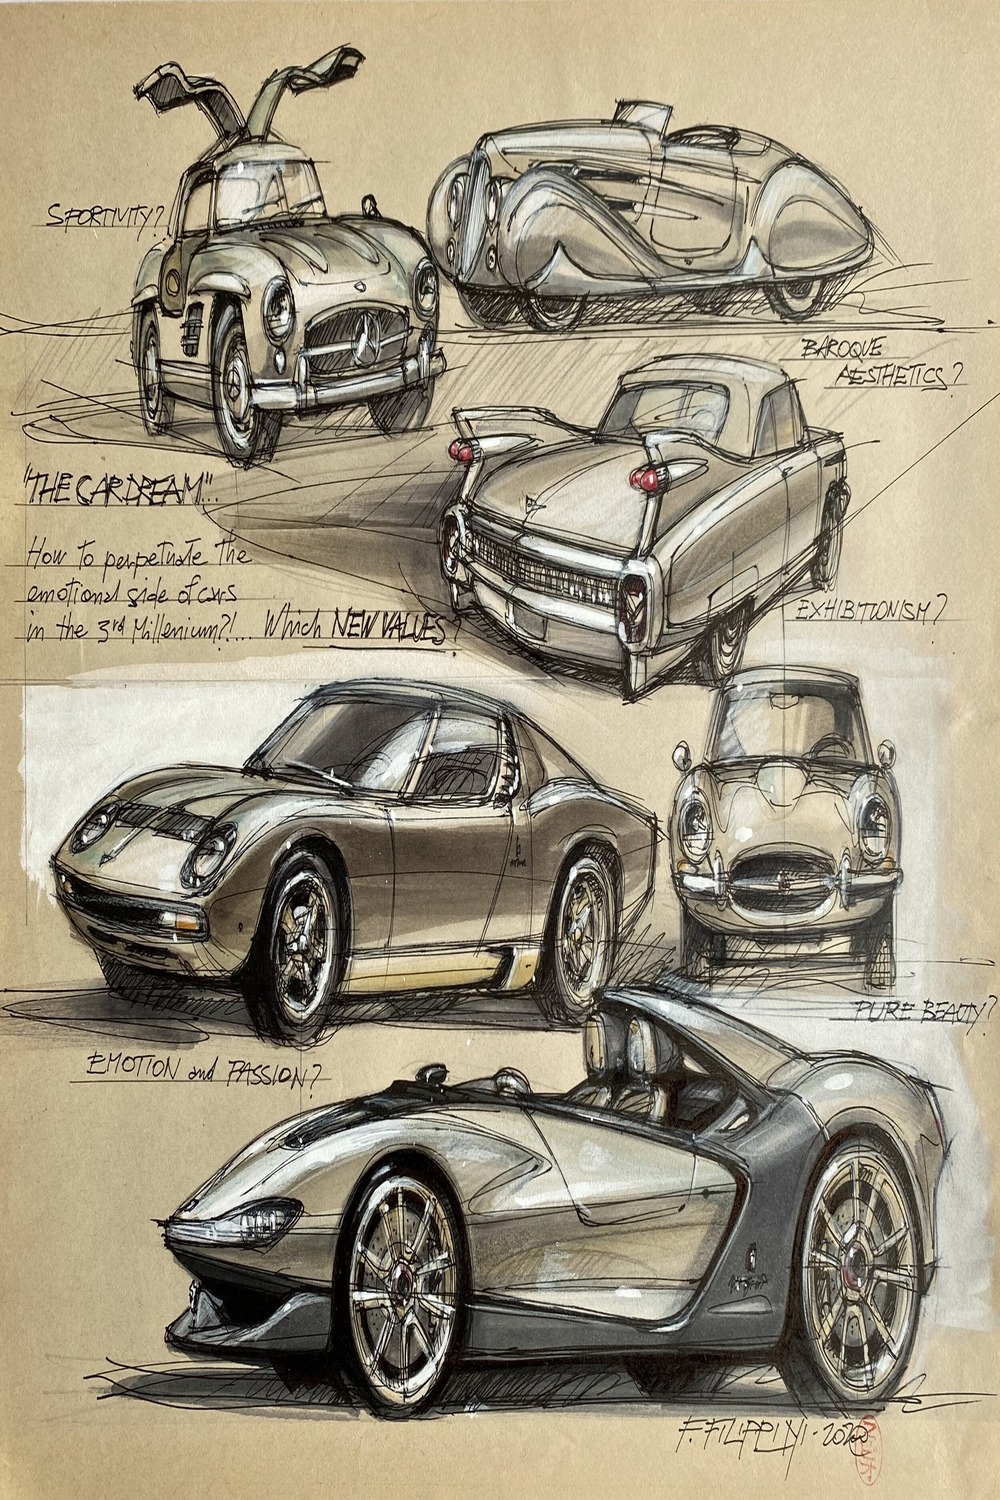 SPORTIVITY?
BAROQUE
AESTHETICS?
"THE CAR DREAM"...
How to perpetuate the
emotional side of cars
in the 3rd Millenium?!... Which NEW VALUES?
EXHIBITIONISM?
PURE BEAUTY?
EMOTION and PASSION?
F. FILIPPINI - 2020